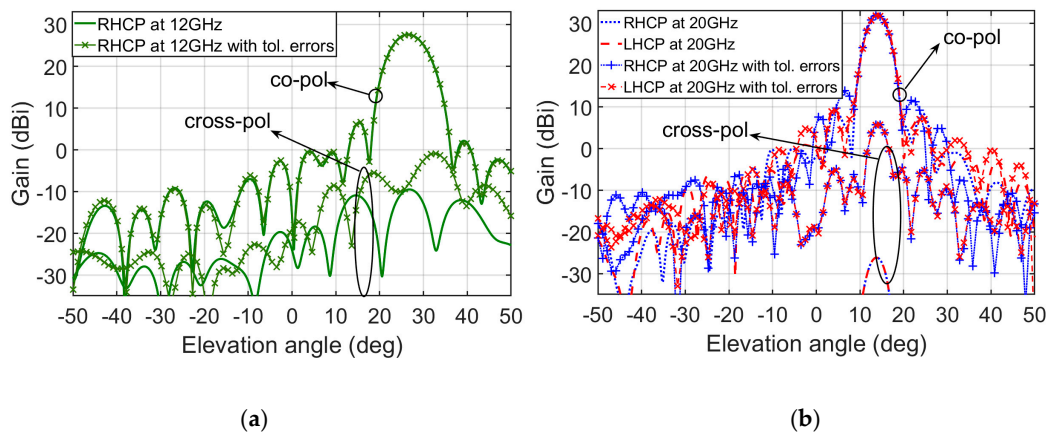 30
20
10
0
-10
-20
-30
Gain (dBi)
RHCP at 12GHz
RHCP at 12GHz with tol. errors
co-pol
cross-pol
-50 -40 -30 -20 -10 0 10 20 30 40 50
Elevation angle (deg)
(a)
30
20
10
0
-10
-20
-30
Gain (dBi)
RHCP at 20GHz
LHCP at 20GHz
RHCP at 20GHz with tol. errors
LHCP at 20GHz with tol. errors
co-pol
cross-pol
-50 -40 -30 -20 -10 0 10 20 30 40 50
Elevation angle (deg)
(b)